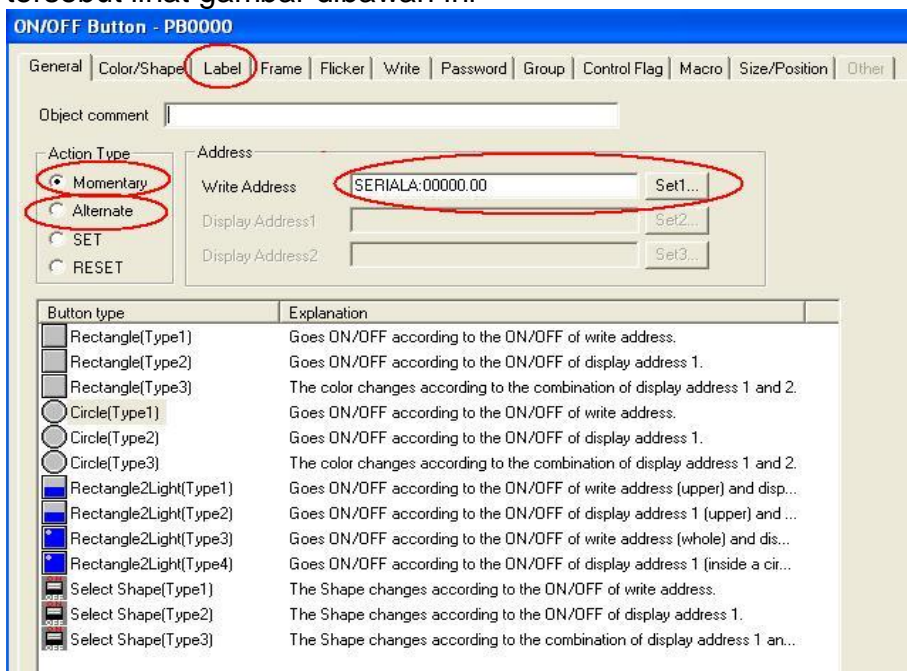 tersebut lihat gambar dibawah ini
ON/OFF Button - PB0000
General Color/Shape Label Frame Flicker Write Password Group Control Flag Macro Size/Position Other
Object comment
Action Type
Address
Momentary
Write Address SERIALA:00000.00 Set1...
Alternate
Display Address1 Set2...
SET
Display Address2 Set3...
RESET
Button type Explanation
Rectangle(Type1) Goes ON/OFF according to the ON/OFF of write address.
Rectangle(Type2) Goes ON/OFF according to the ON/OFF of display address 1.
Rectangle(Type3) The color changes according to the combination of display address 1 and 2.
Circle(Type1) Goes ON/OFF according to the ON/OFF of write address.
Circle(Type2) Goes ON/OFF according to the ON/OFF of display address 1.
Circle(Type3) The color changes according to the combination of display address 1 and 2.
Rectangle2Light(Type1) Goes ON/OFF according to the ON/OFF of write address (upper) and disp...
Rectangle2Light(Type2) Goes ON/OFF according to the ON/OFF of display address 1 (upper) and ...
Rectangle2Light(Type3) Goes ON/OFF according to the ON/OFF of write address (whole) and dis...
Rectangle2Light(Type4) Goes ON/OFF according to the ON/OFF of display address 1 (inside a cir...
Select Shape(Type1) The Shape changes according to the ON/OFF of write address.
Select Shape(Type2) The Shape changes according to the ON/OFF of display address 1.
Select Shape(Type3) The Shape changes according to the combination of display address 1 an...